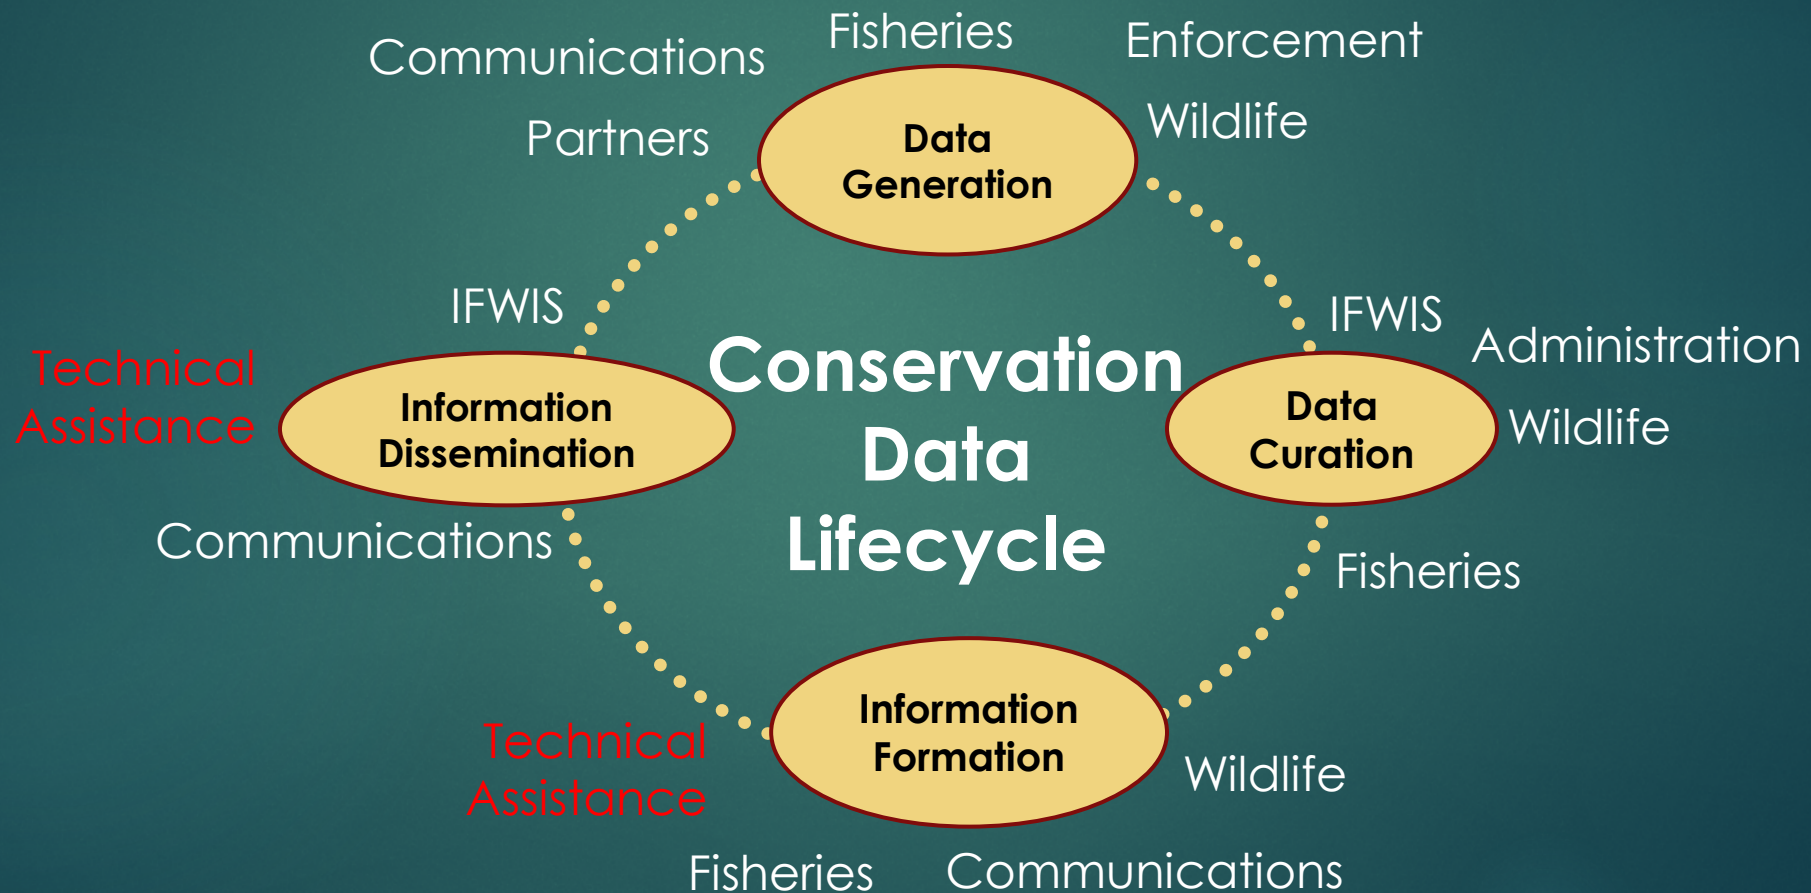 Communications
Fisheries
Enforcement
Partners
Data
Generation
Wildlife
IFWIS
IFWIS
Administration
Technical
Assistance
Information
Dissemination
Conservation
Data
Lifecycle
Data
Curation
Wildlife
Communications
Fisheries
Technical
Assistance
Information
Formation
Wildlife
Fisheries
Communications